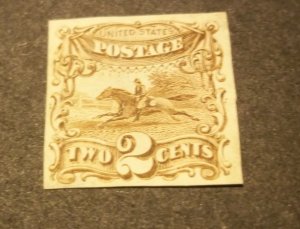 UNITED STATES
POSTAGE
TWO 2 CENTS